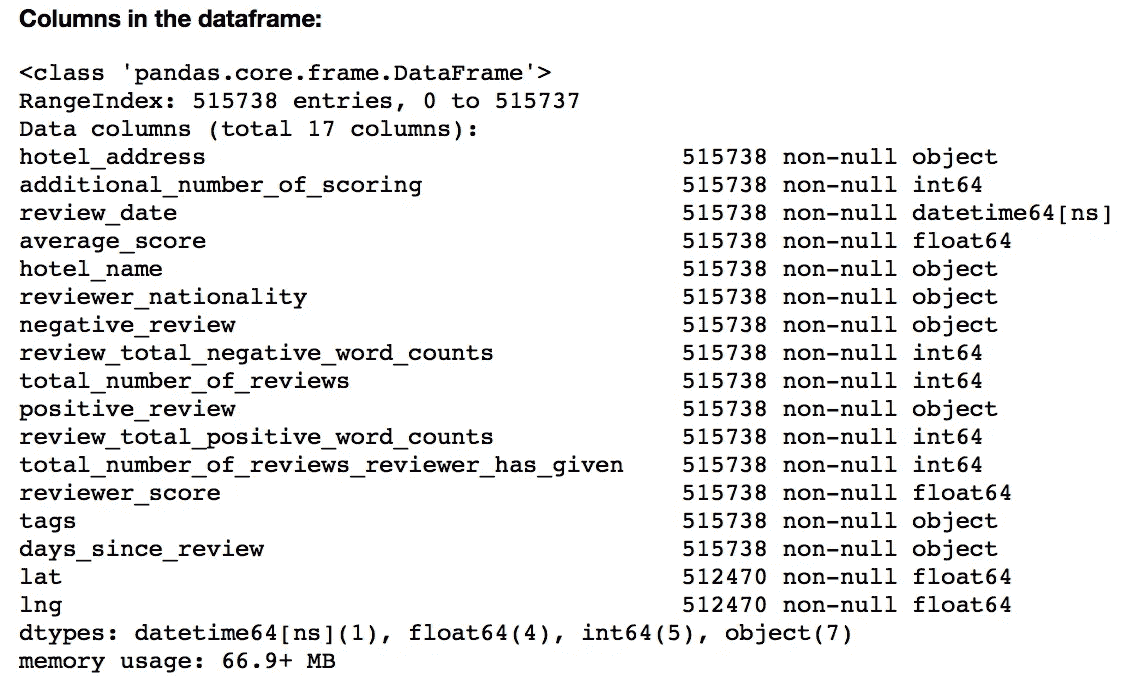 Columns in the dataframe:
<class 'pandas.core.frame.DataFrame'>
RangeIndex: 515738 entries, 0 to 515737
Data columns (total 17 columns):
hotel_address                                 515738 non-null object
additional_number_of_scoring                  515738 non-null int64
review_date                                   515738 non-null datetime64[ns]
average_score                                 515738 non-null float64
hotel_name                                    515738 non-null object
reviewer_nationality                          515738 non-null object
negative_review                               515738 non-null object
review_total_negative_word_counts             515738 non-null int64
total_number_of_reviews                       515738 non-null int64
positive_review                               515738 non-null object
review_total_positive_word_counts             515738 non-null int64
total_number_of_reviews_reviewer_has_given    515738 non-null int64
reviewer_score                                515738 non-null float64
tags                                          515738 non-null object
days_since_review                             515738 non-null object
lat                                           512470 non-null float64
lng                                           512470 non-null float64
dtypes: datetime64[ns](1), float64(4), int64(5), object(7)
memory usage: 66.9+ MB